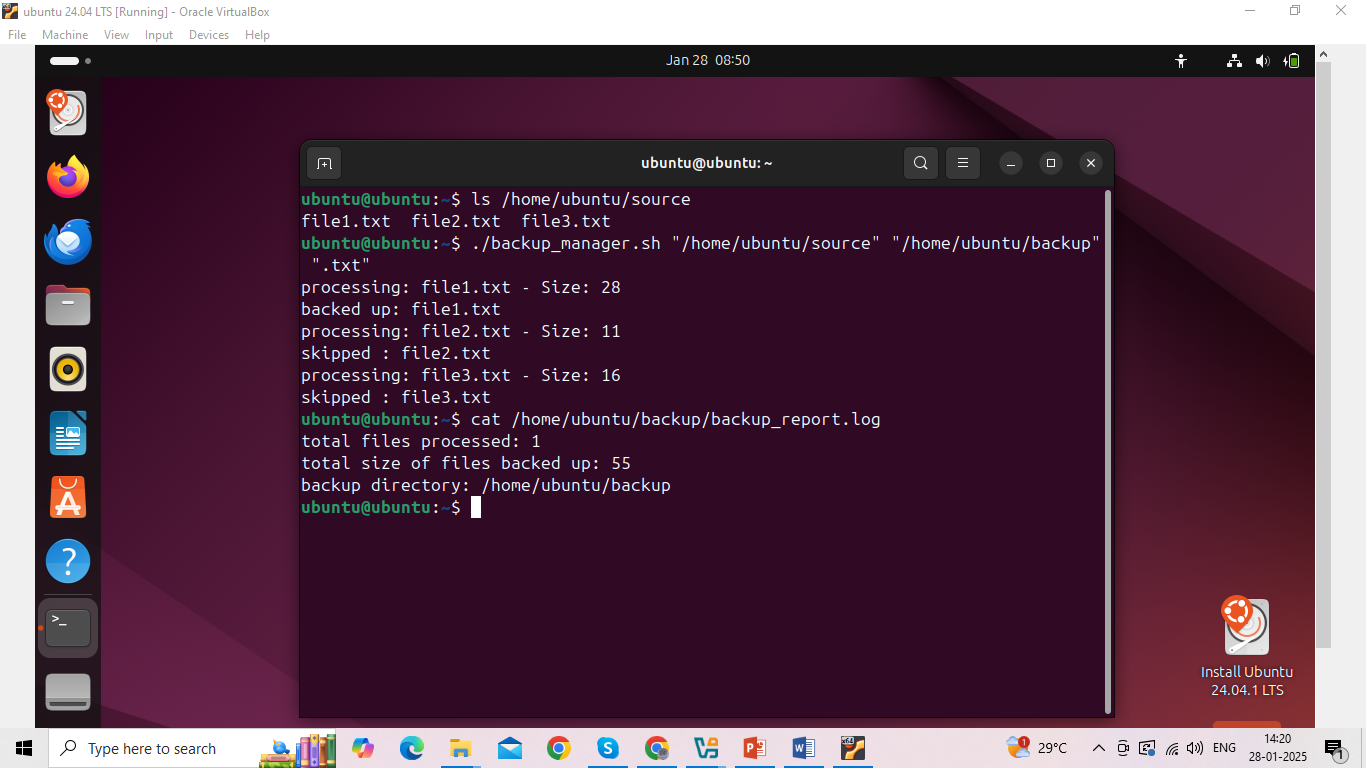 ubuntu 24.04 LTS [Running] - Oracle VirtualBox
File Machine View Input Devices Help
Jan 28 08:50
ubuntu@ubuntu: ~
ubuntu@ubuntu:~$ ls /home/ubuntu/source
file1.txt file2.txt file3.txt
ubuntu@ubuntu:~$ ./backup_manager.sh "/home/ubuntu/source" "/home/ubuntu/backup"
".txt"
processing: file1.txt - Size: 28
backed up: file1.txt
processing: file2.txt - Size: 11
skipped : file2.txt
processing: file3.txt - Size: 16
skipped : file3.txt
ubuntu@ubuntu:~$ cat /home/ubuntu/backup/backup_report.log
total files processed: 1
total size of files backed up: 55
backup directory: /home/ubuntu/backup
ubuntu@ubuntu:~$
Install Ubuntu
24.04.1 LTS
Type here to search
29°C
ENG
14:20
28-01-2025